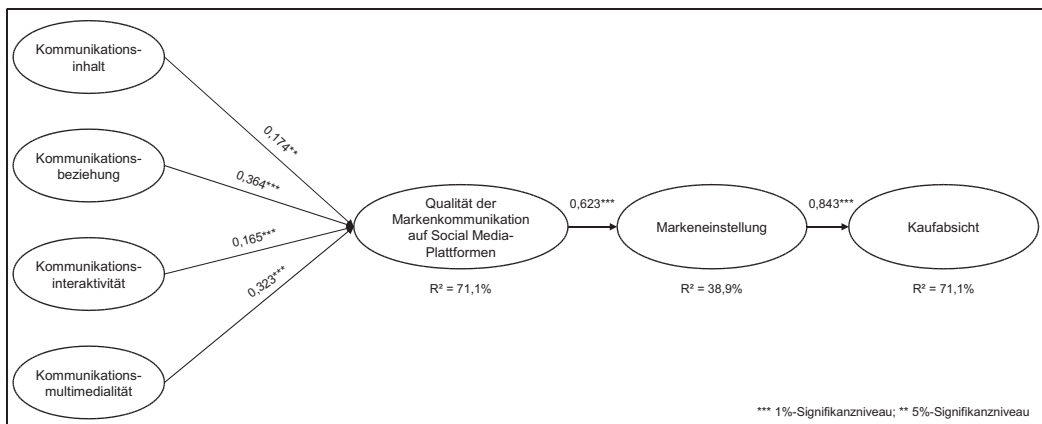 Kommunikations-
inhalt
0,174**
Kommunikations-
beziehung
0,364***
Kommunikations-
interaktivität
0,165***
Kommunikations-
multimedialität
0,323***
Qualität der
Markenkommunikation
auf Social Media-
Plattformen
R² = 71,1%
0,623***
Markeneinstellung
R² = 38,9%
0,843***
Kaufabsicht
R² = 71,1%
*** 1%-Signifikanzniveau; ** 5%-Signifikanzniveau